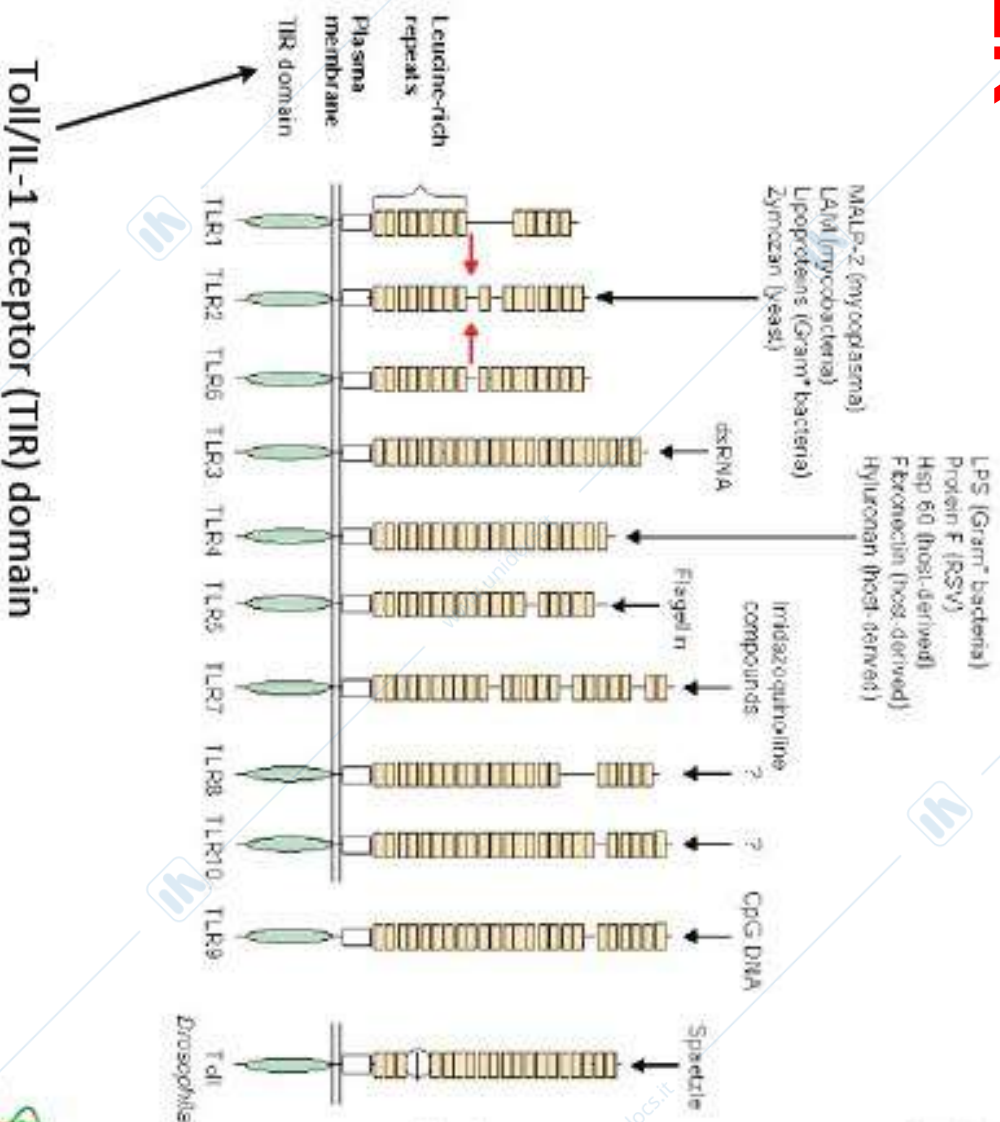 LPS (Gram⁻ bacteria)
Protein F (RSV)
Hsp 60 (host-derived)
Fibronectin (host-derived)
Hyluronan (host-derived)
MALP-2 (mycoplasma)
LAM (mycobacteria)
Lipoproteins (Gram⁺ bacteria)
Zymozan (yeast)
Imidazoquinoline
compounds
dsRNA
Flagellin
?
?
CpG DNA
Spaetzle
Leucine-rich
repeats
Plasma
membrane
TIR domain
TLR1
TLR2
TLR6
TLR3
TLR4
TLR5
TLR7
TLR8
TLR10
TLR9
Toll
Drosophila
Toll/IL-1 receptor (TIR) domain